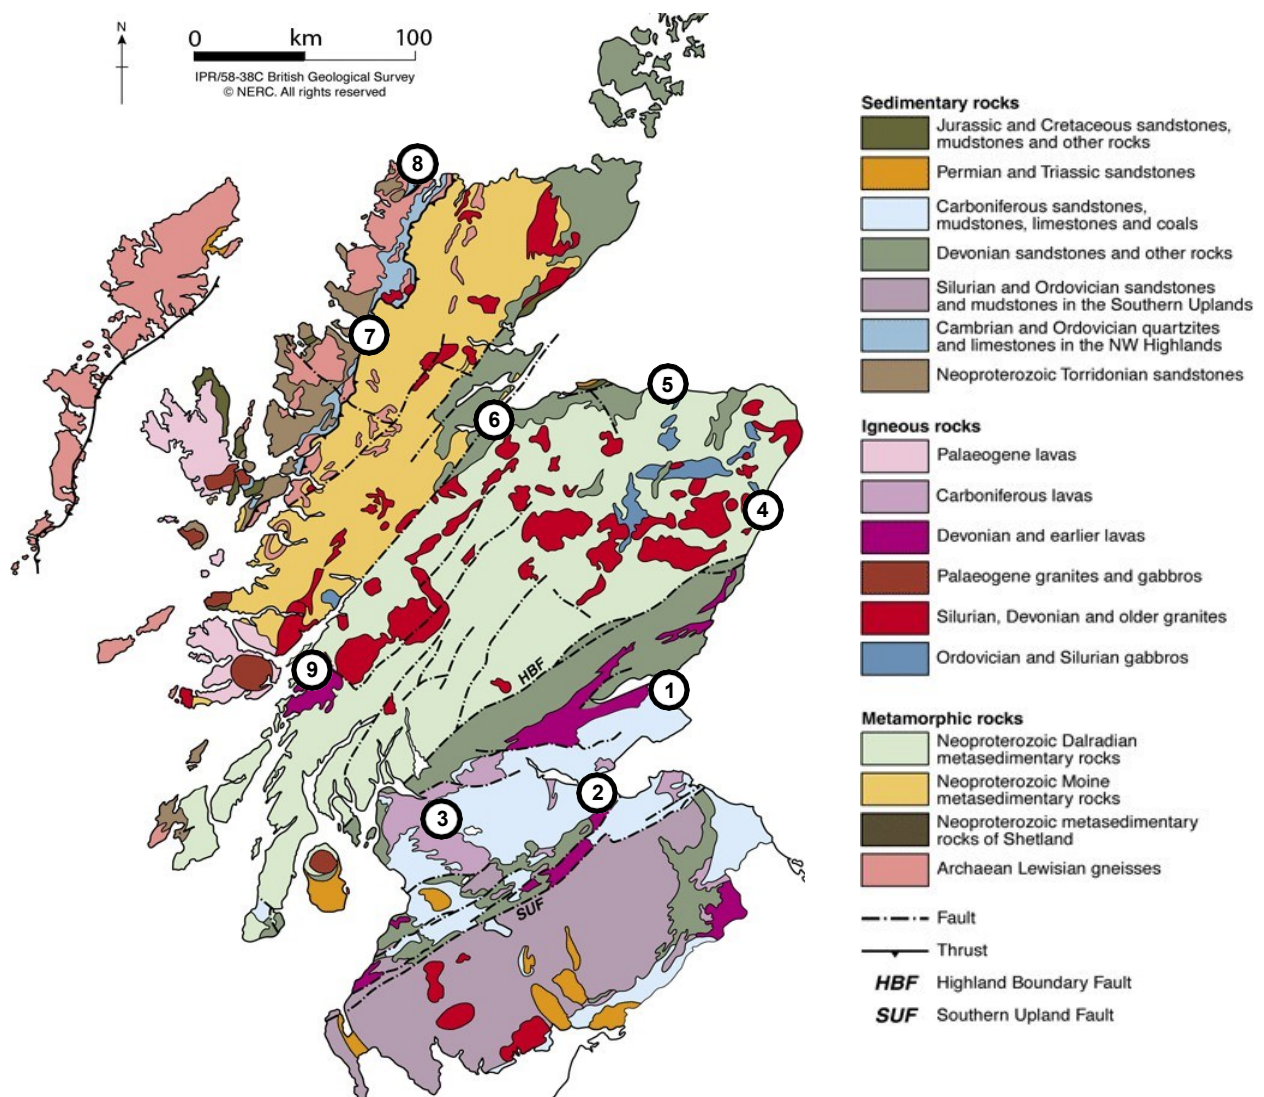 N
0 km 100
IPR/58-38C British Geological Survey
© NERC. All rights reserved
8
7
5
6
4
HBF
9
1
2
3
SUF
Sedimentary rocks
Jurassic and Cretaceous sandstones,
mudstones and other rocks
Permian and Triassic sandstones
Carboniferous sandstones,
mudstones, limestones and coals
Devonian sandstones and other rocks
Silurian and Ordovician sandstones
and mudstones in the Southern Uplands
Cambrian and Ordovician quartzites
and limestones in the NW Highlands
Neoproterozoic Torridonian sandstones
Igneous rocks
Palaeogene lavas
Carboniferous lavas
Devonian and earlier lavas
Palaeogene granites and gabbros
Silurian, Devonian and older granites
Ordovician and Silurian gabbros
Metamorphic rocks
Neoproterozoic Dalradian
metasedimentary rocks
Neoproterozoic Moine
metasedimentary rocks
Neoproterozoic metasedimentary
rocks of Shetland
Archaean Lewisian gneisses
Fault
Thrust
HBF Highland Boundary Fault
SUF Southern Upland Fault